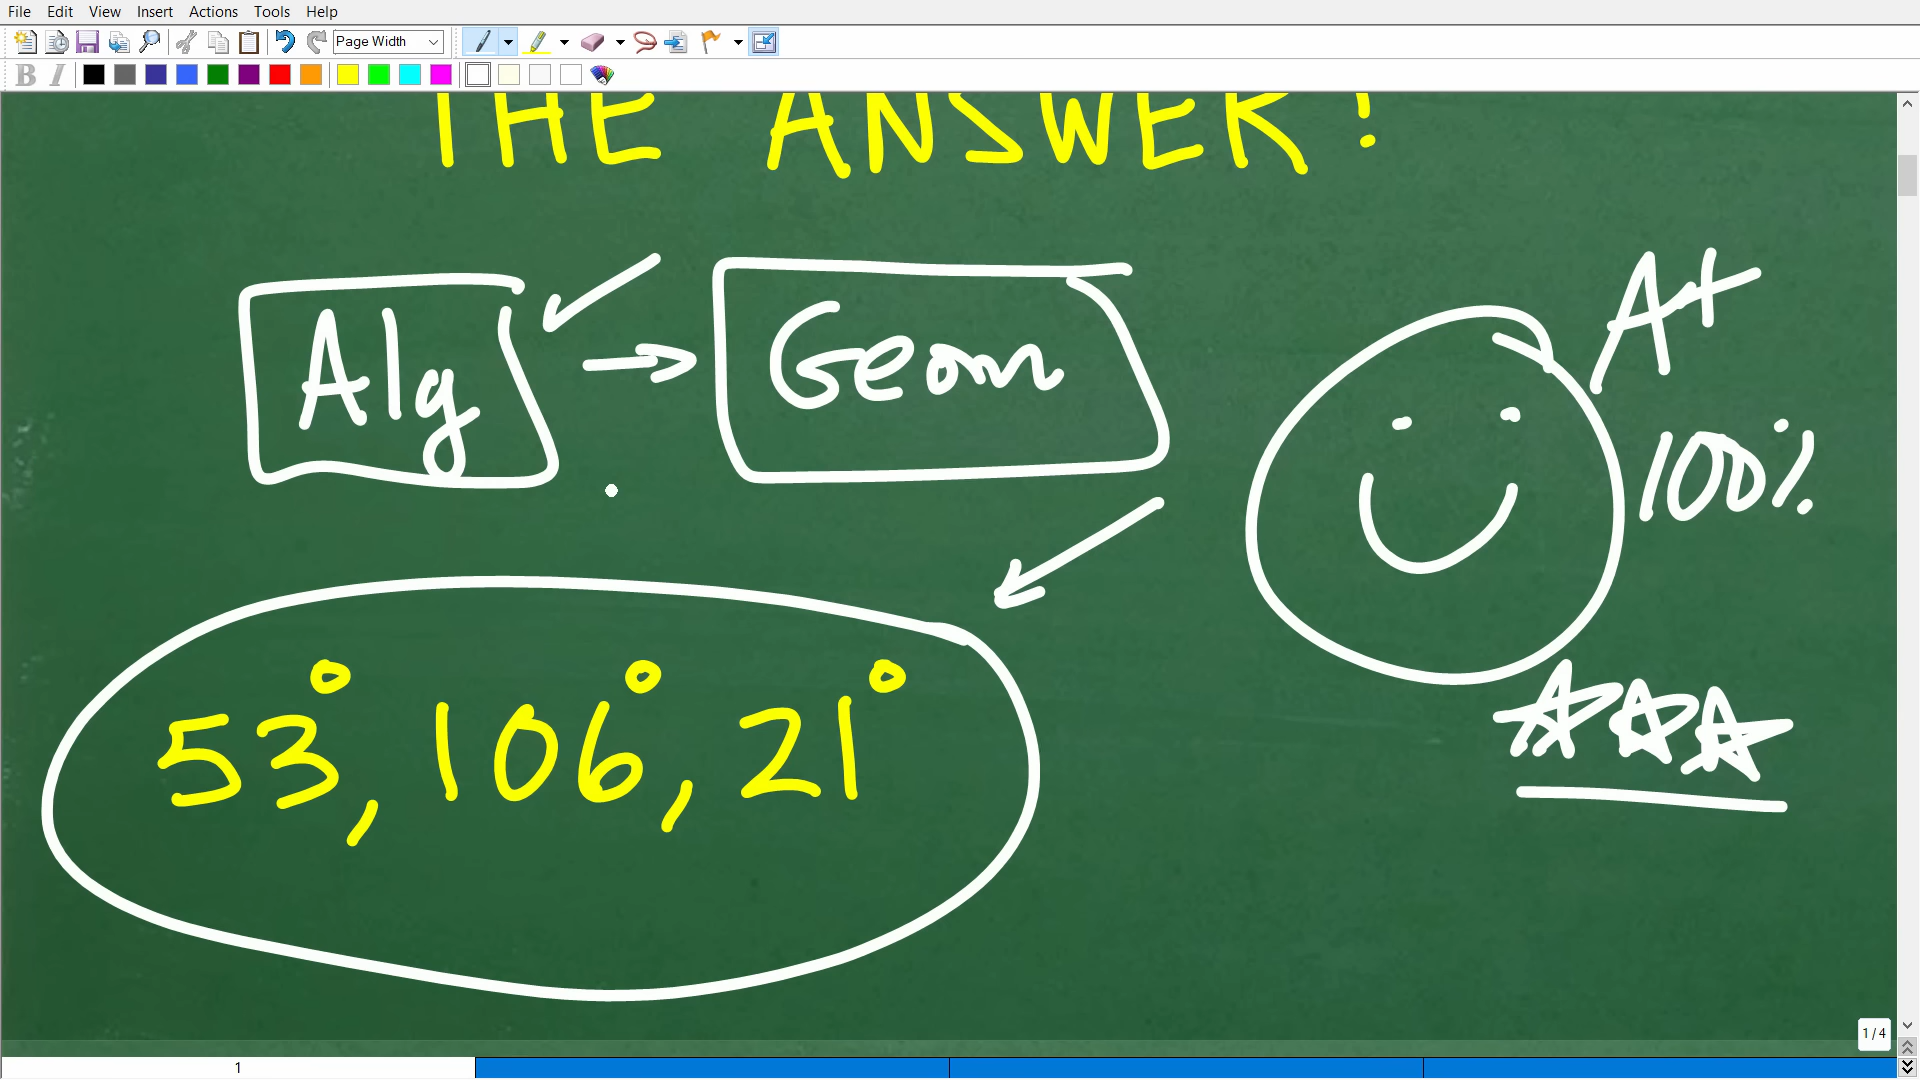 File Edit View Insert Actions Tools Help
Page Width
B I
THE ANSWER!
Alg → Geom
A+
100%
53°, 106°, 21°
1 / 4
1